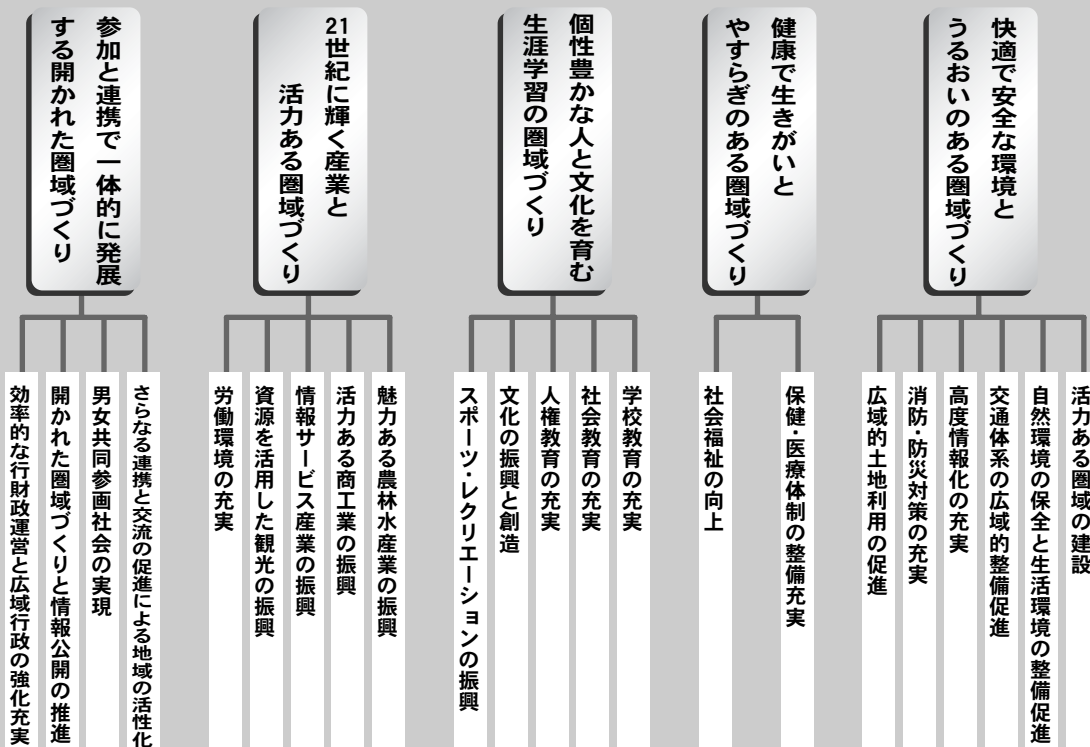 快適で安全な環境と
うるおいのある圏域づくり
活力ある圏域の建設
自然環境の保全と生活環境の整備促進
交通体系の広域的整備促進
高度情報化の充実
消防・防災対策の充実
広域的土地利用の促進
健康で生きがいと
やすらぎのある圏域づくり
保健・医療体制の整備充実
社会福祉の向上
個性豊かな人と文化を育む
生涯学習の圏域づくり
学校教育の充実
社会教育の充実
人権教育の充実
文化の振興と創造
スポーツ・レクリエーションの振興
21世紀に輝く産業と
活力ある圏域づくり
魅力ある農林水産業の振興
活力ある商工業の振興
情報サービス産業の振興
資源を活用した観光の振興
労働環境の充実
参加と連携で一体的に発展
する開かれた圏域づくり
さらなる連携と交流の促進による地域の活性化
男女共同参画社会の実現
開かれた圏域づくりと情報公開の推進
効率的な行財政運営と広域行政の強化充実